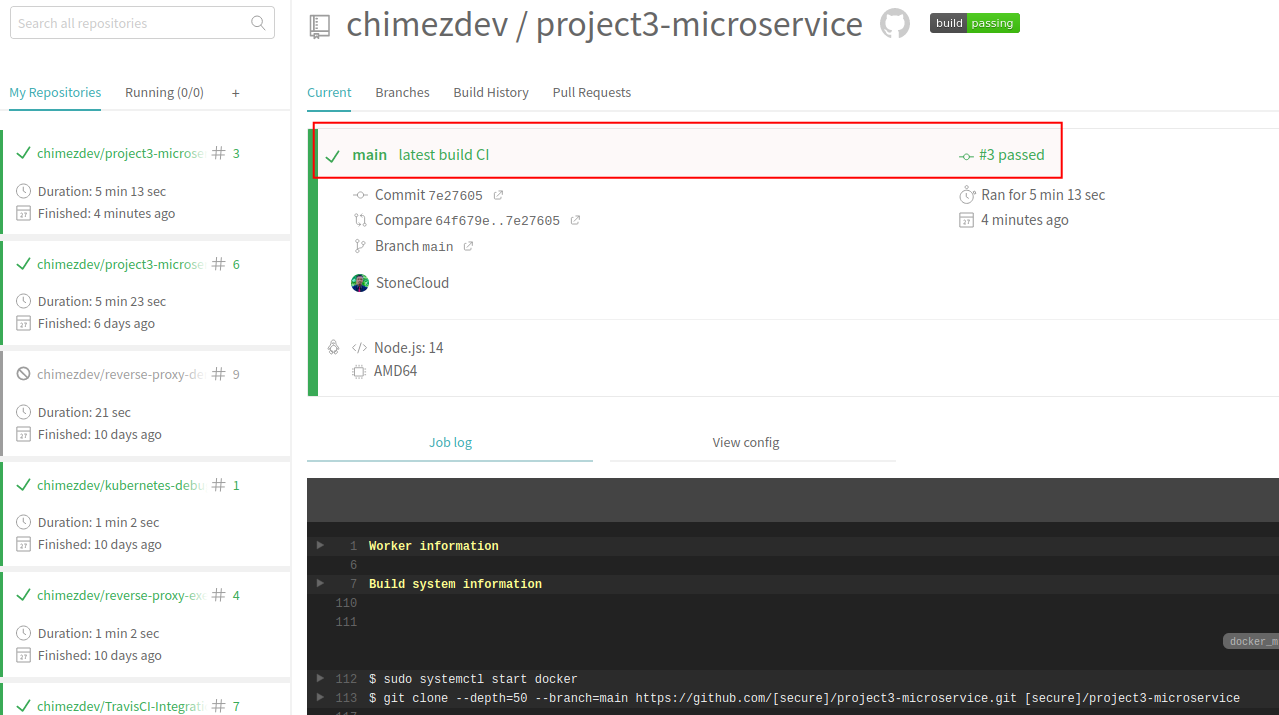 Search all repositories
My Repositories
Running (0/0)
+
chimezdev/project3-microse
# 3
Duration: 5 min 13 sec
Finished: 4 minutes ago
chimezdev/project3-microse
# 6
Duration: 5 min 23 sec
Finished: 6 days ago
chimezdev/reverse-proxy-de
# 9
Duration: 21 sec
Finished: 10 days ago
chimezdev/kubernetes-debu
# 1
Duration: 1 min 2 sec
Finished: 10 days ago
chimezdev/reverse-proxy-exe
# 4
Duration: 1 min 2 sec
Finished: 10 days ago
chimezdev/TravisCI-Integrati
# 7
chimezdev / project3-microservice
build passing
Current
Branches
Build History
Pull Requests
main latest build CI
#3 passed
Commit 7e27605
Ran for 5 min 13 sec
Compare 64f679e..7e27605
4 minutes ago
Branch main
StoneCloud
</> Node.js: 14
AMD64
Job log
View config
1 Worker information
6
7 Build system information
110
111
docker_m
112 $ sudo systemctl start docker
113 $ git clone --depth=50 --branch=main https://github.com/[secure]/project3-microservice.git [secure]/project3-microservice
117